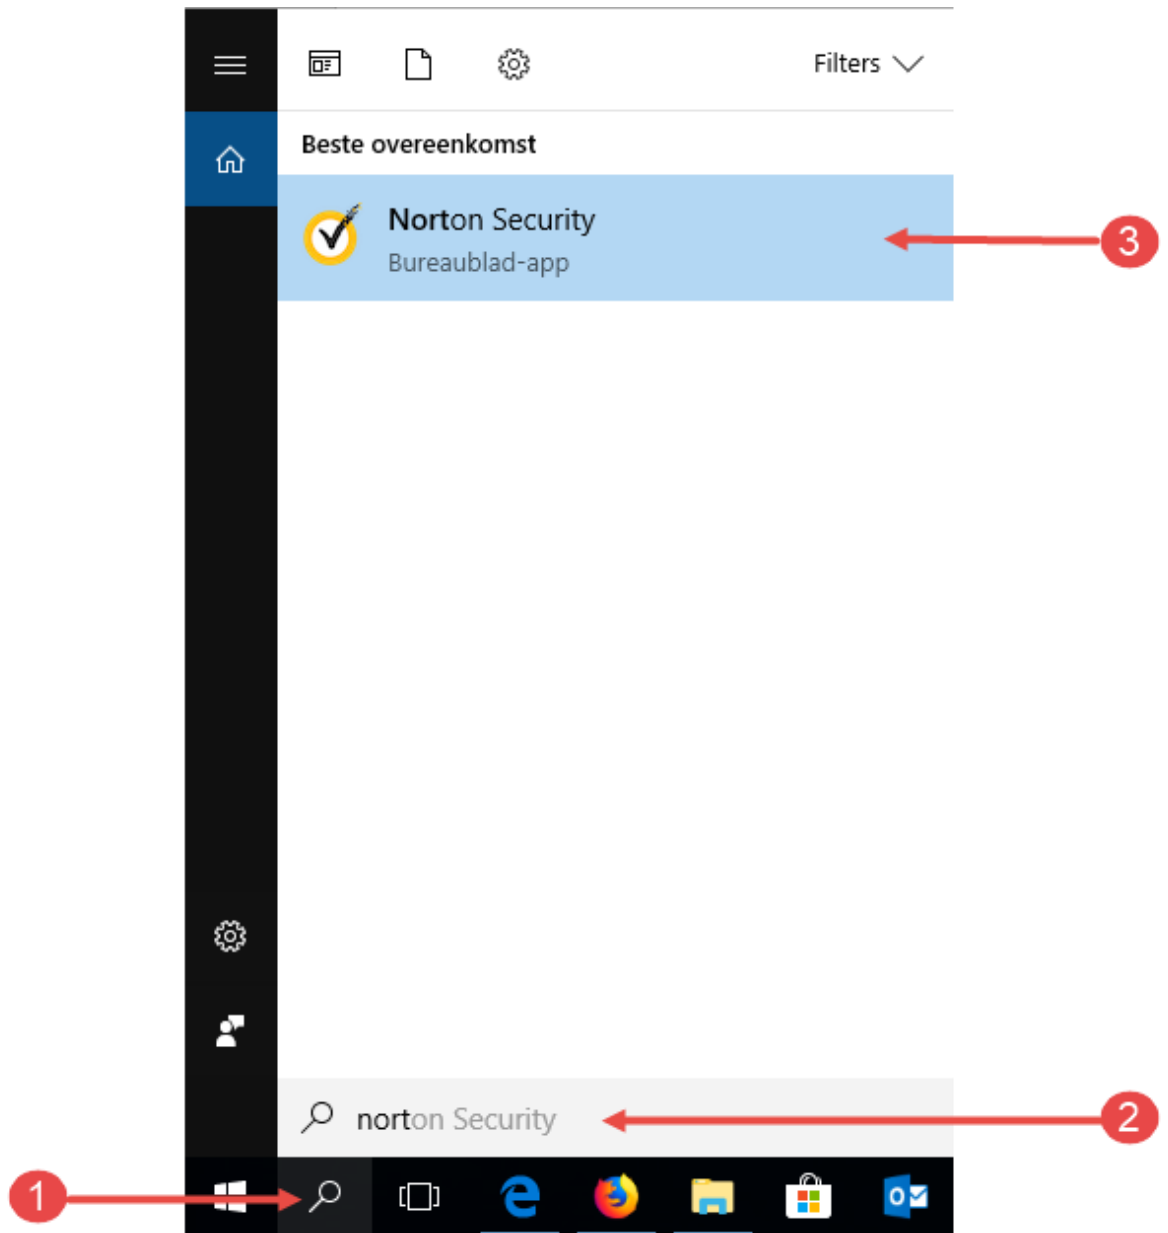 Filters
Beste overeenkomst
Norton Security
Bureaublad-app
3
norton Security
2
1